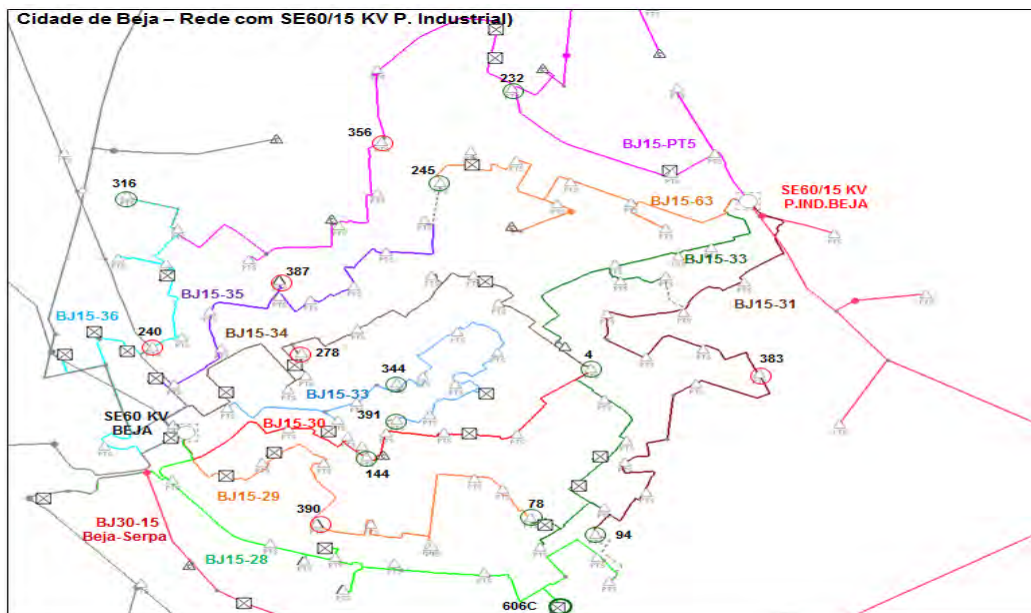 Cidade de Beja – Rede com SE60/15 KV P. Industrial)
232
356
BJ15-PT5
245
316
SE60/15 KV
P.IND.BEJA
BJ15-63
BJ15-33
387
BJ15-35
BJ15-31
BJ15-36
BJ15-34
240
278
344
4
383
BJ15-33
391
SE60 KV
BEJA
BJ15-30
144
BJ15-29
390
78
94
BJ30-15
Beja-Serpa
BJ15-28
606C